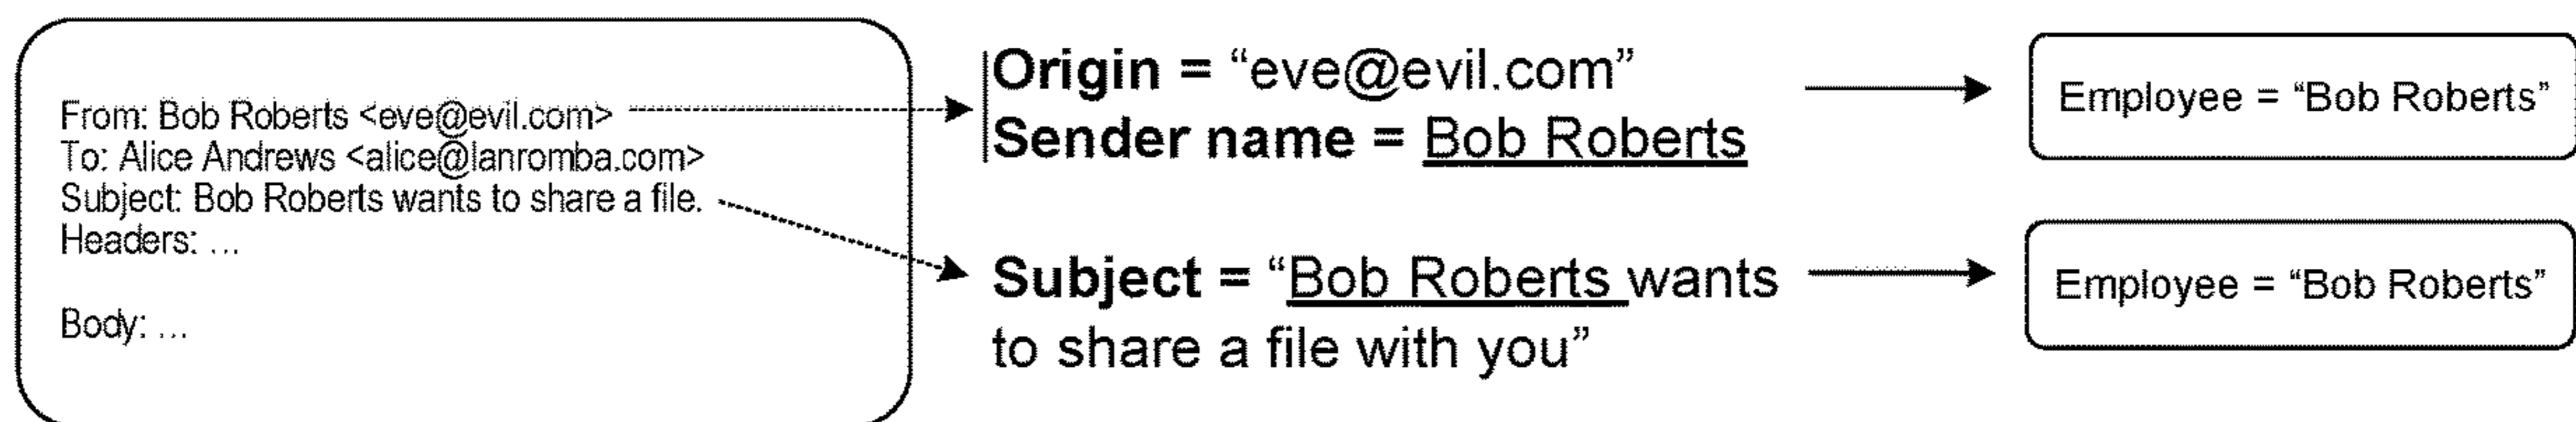 From: Bob Roberts <eve@evil.com>
To: Alice Andrews <alice@lanromba.com>
Subject: Bob Roberts wants to share a file.
Headers: ...
Body: ...
Origin = “eve@evil.com”
Sender name = Bob Roberts
Subject = “Bob Roberts wants
to share a file with you”
Employee = “Bob Roberts”
Employee = “Bob Roberts”